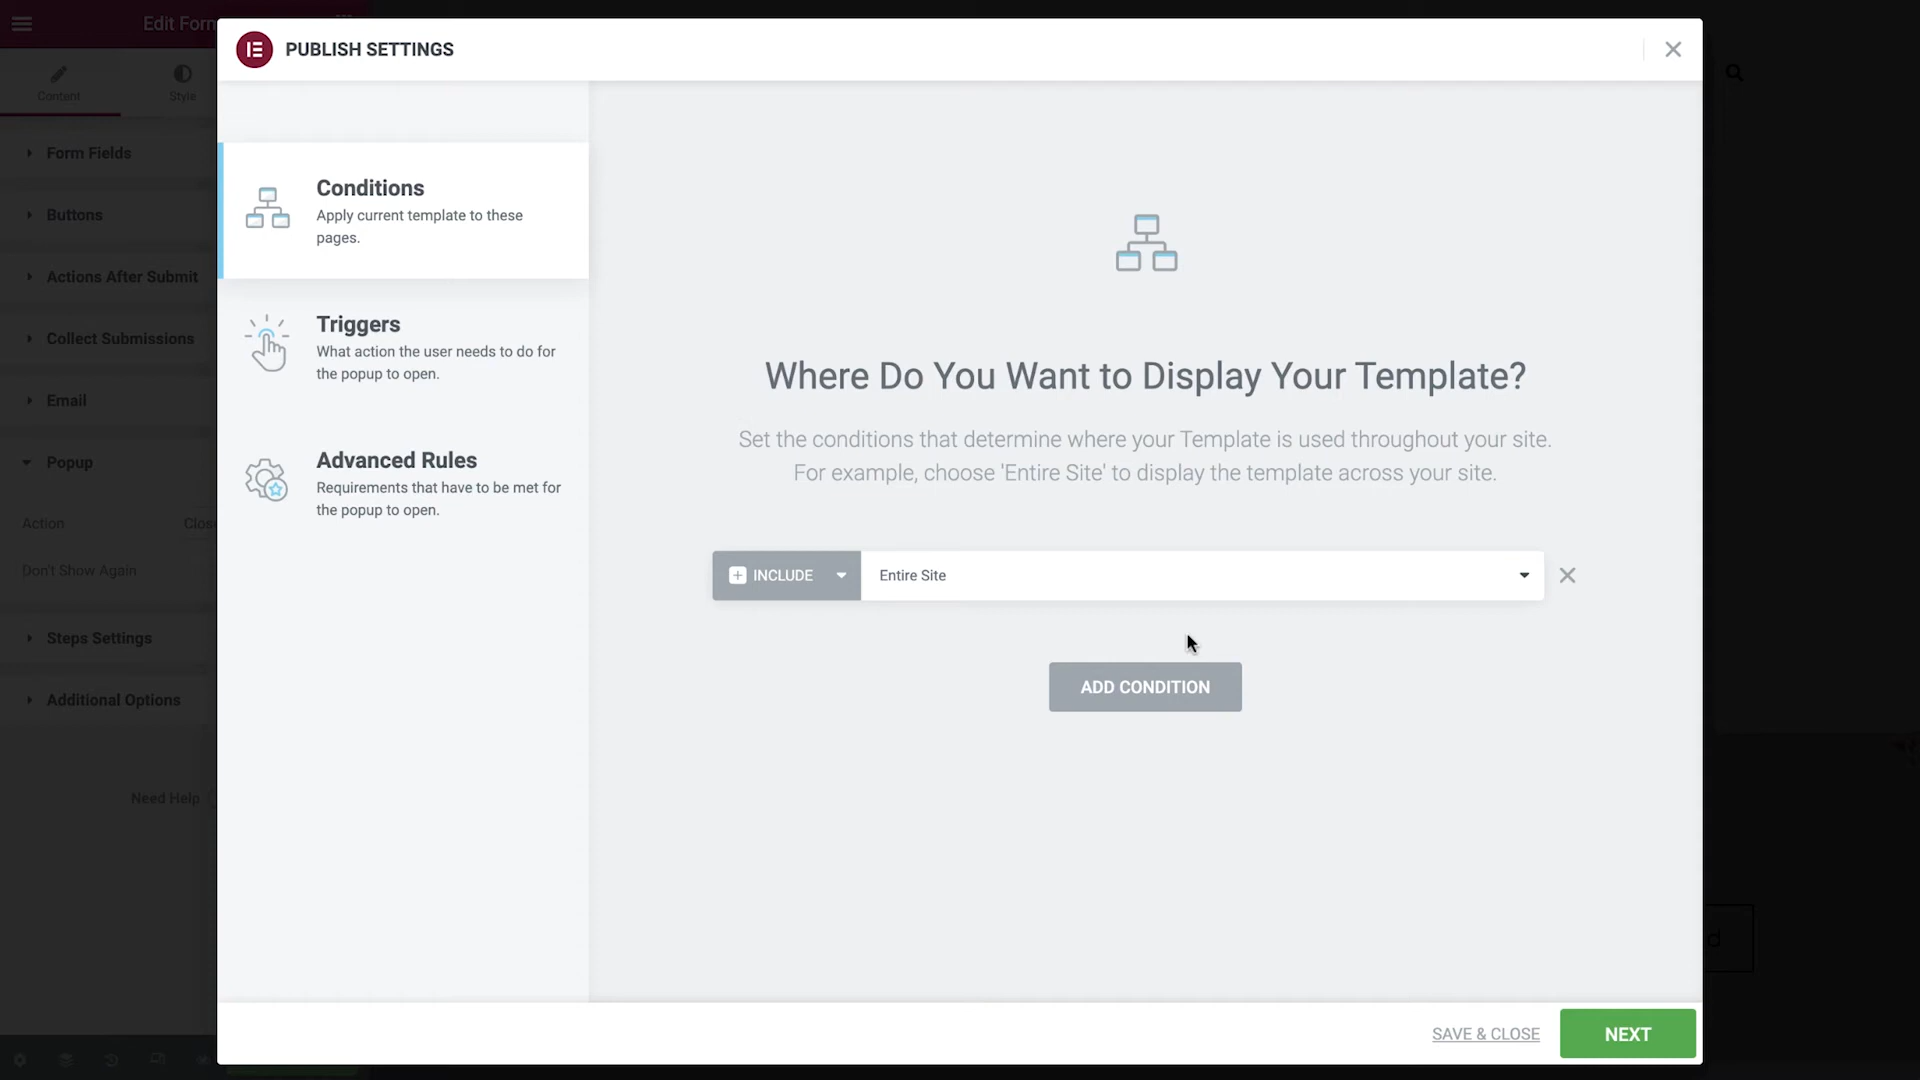 Edit Form
PUBLISH SETTINGS
Content
Style
Form Fields
Buttons
Actions After Submit
Collect Submissions
Email
Popup
Action
Don't Show Again
Steps Settings
Additional Options
Need Help
Conditions
Apply current template to these
pages.
Triggers
What action the user needs to do for
the popup to open.
Advanced Rules
Requirements that have to be met for
the popup to open.
Where Do You Want to Display Your Template?
Set the conditions that determine where your Template is used throughout your site.
For example, choose 'Entire Site' to display the template across your site.
INCLUDE
Entire Site
ADD CONDITION
SAVE & CLOSE
NEXT